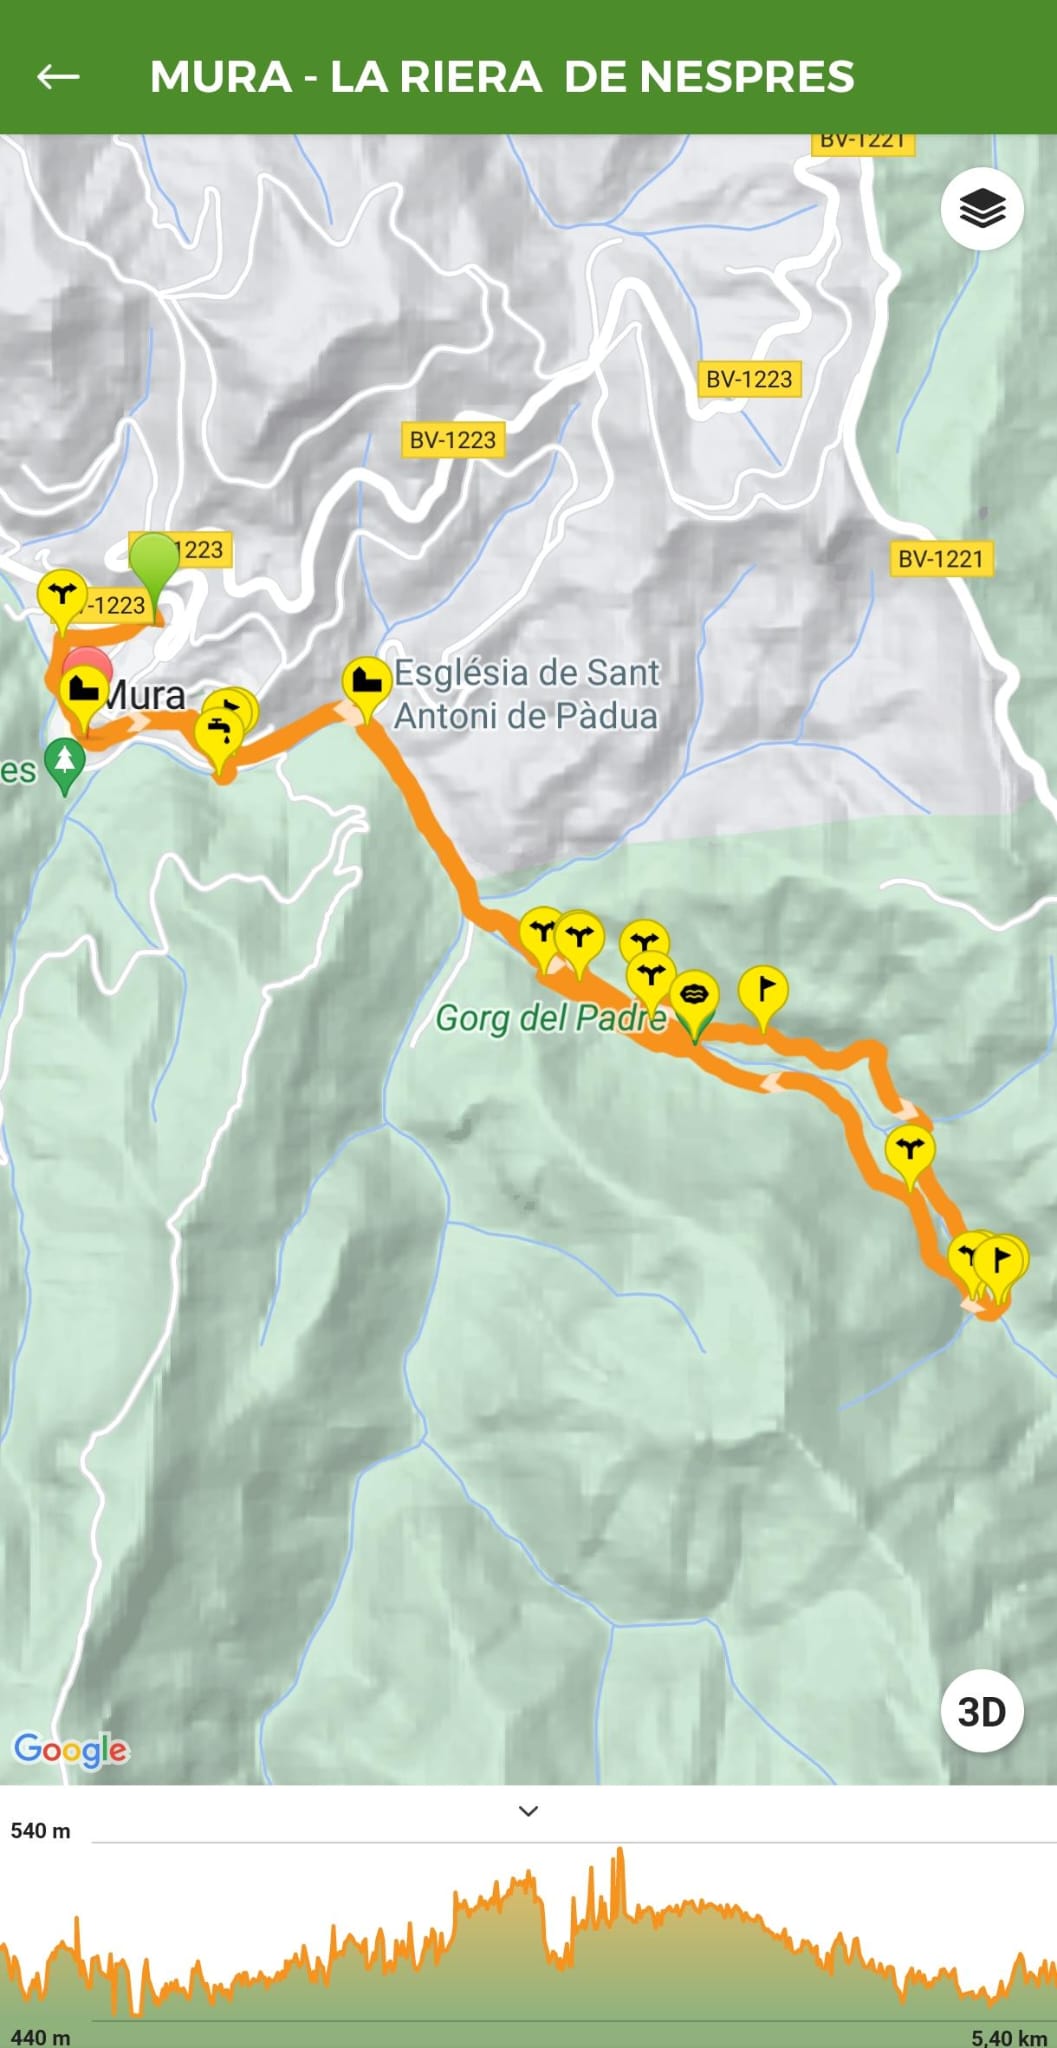 MURA - LA RIERA DE NESPRES
BV-1221
BV-1223
BV-1223
BV-1221
1223
-1223
Església de Sant
Antoni de Pàdua
Mura
es
Gorg del Padre
3D
Google
540 m
440 m
5,40 km